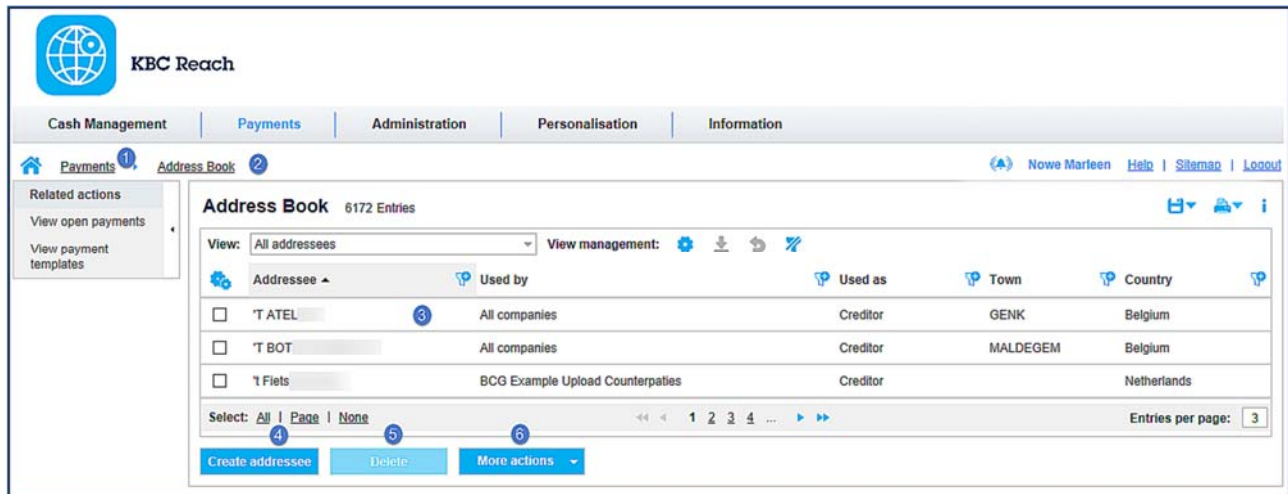 KBC Reach
Cash Management Payments Administration Personalisation Information
Payments 1 Address Book 2 Nowe Marleen Help | Sitemap | Logout
Related actions
View open payments
View payment
templates
Address Book 6172 Entries
View: All addressees View management:
Addressee Used by Used as Town Country
'T ATEL 3 All companies Creditor GENK Belgium
'T BOT All companies Creditor MALDEGEM Belgium
't Fiets BCG Example Upload Counterpaties Creditor Netherlands
Select: All | Page | None 1 2 3 4 ... Entries per page: 3
4 5 6
Create addressee Delete More actions